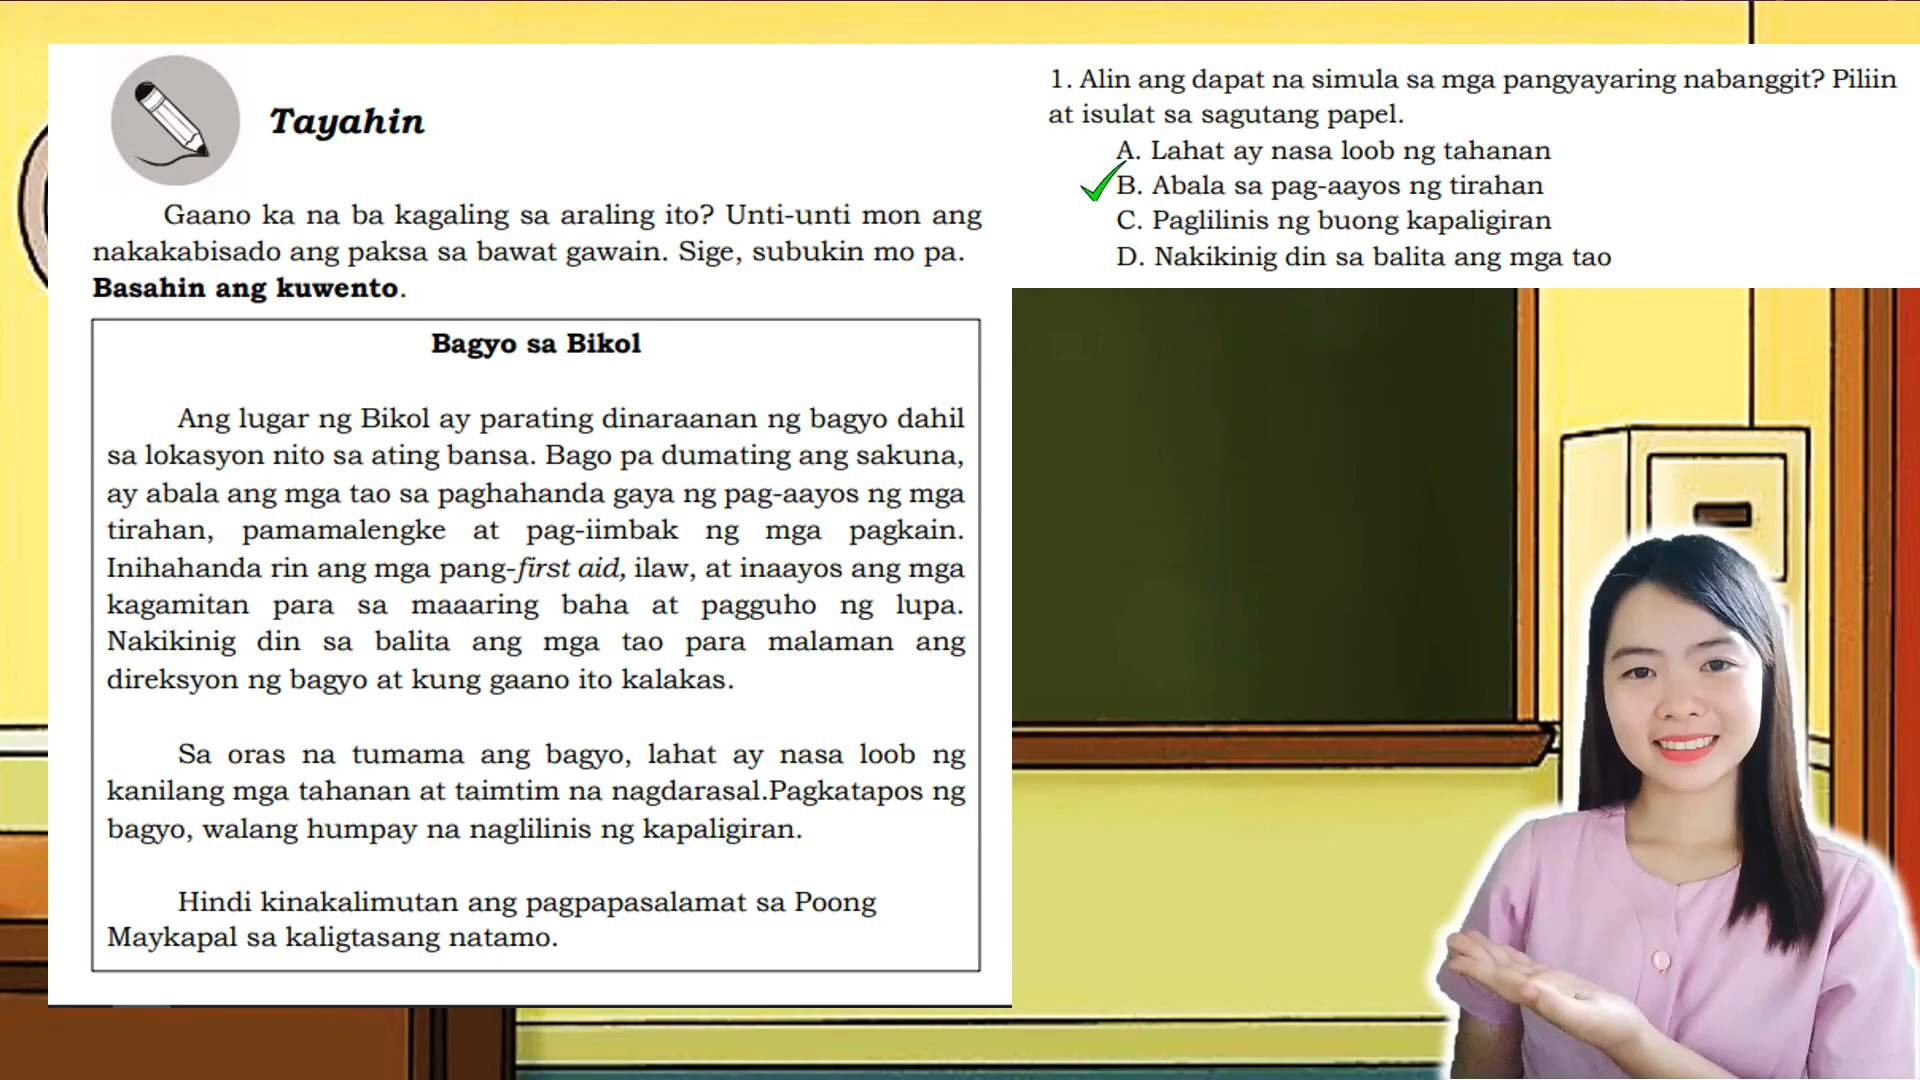 Tayahin
Gaano ka na ba kagaling sa araling ito? Unti-unti mon ang
nakakabisado ang paksa sa bawat gawain. Sige, subukin mo pa.
Basahin ang kuwento.
Bagyo sa Bikol
Ang lugar ng Bikol ay parating dinaraanan ng bagyo dahil
sa lokasyon nito sa ating bansa. Bago pa dumating ang sakuna,
ay abala ang mga tao sa paghahanda gaya ng pag-aayos ng mga
tirahan, pamamalengke at pag-iimbak ng mga pagkain.
Inihahanda rin ang mga pang-first aid, ilaw, at inaayos ang mga
kagamitan para sa maaaring baha at pagguho ng lupa.
Nakikinig din sa balita ang mga tao para malaman ang
direksyon ng bagyo at kung gaano ito kalakas.
Sa oras na tumama ang bagyo, lahat ay nasa loob ng
kanilang mga tahanan at taimtim na nagdarasal.Pagkatapos ng
bagyo, walang humpay na naglilinis ng kapaligiran.
Hindi kinakalimutan ang pagpapasalamat sa Poong
Maykapal sa kaligtasang natamo.
1. Alin ang dapat na simula sa mga pangyayaring nabanggit? Piliin
at isulat sa sagutang papel.
A. Lahat ay nasa loob ng tahanan
B. Abala sa pag-aayos ng tirahan
C. Paglilinis ng buong kapaligiran
D. Nakikinig din sa balita ang mga tao